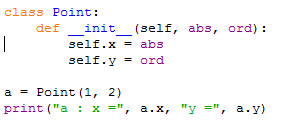 class Point:
    def __init__(self, abs, ord):
        self.x = abs
        self.y = ord

a = Point(1, 2)
print("a : x =", a.x, "y =", a.y)